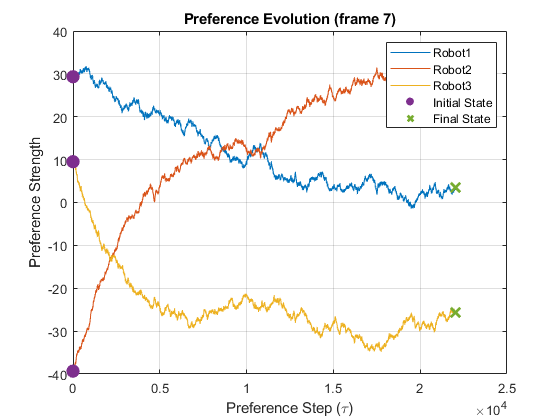 Preference Evolution (frame 7)
Preference Strength
40
30
20
10
0
-10
-20
-30
-40
Robot1
Robot2
Robot3
Initial State
Final State
0 0.5 1 1.5 2 2.5
×10⁴
Preference Step (τ)